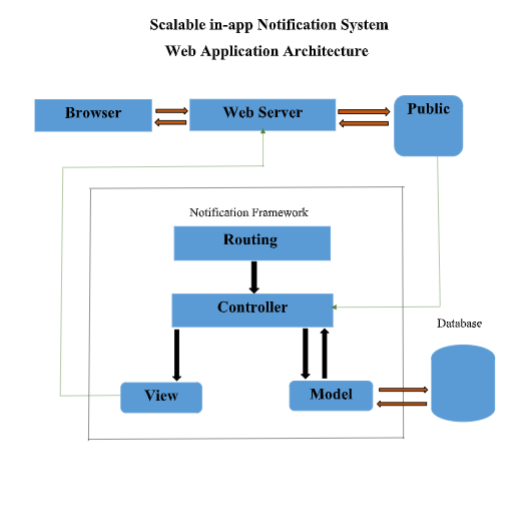 Scalable in-app Notification System
Web Application Architecture
Browser
Web Server
Public
Notification Framework
Routing
Controller
Database
View
Model